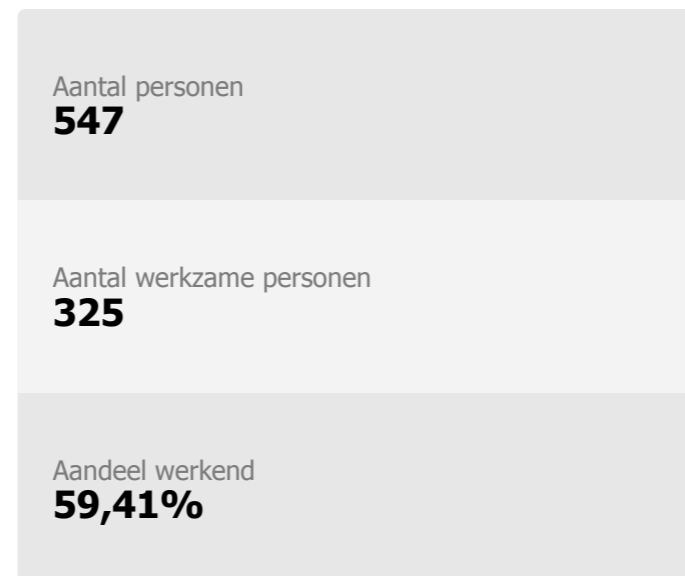 Aantal personen
547
Aantal werkzame personen
325
Aandeel werkend
59,41%